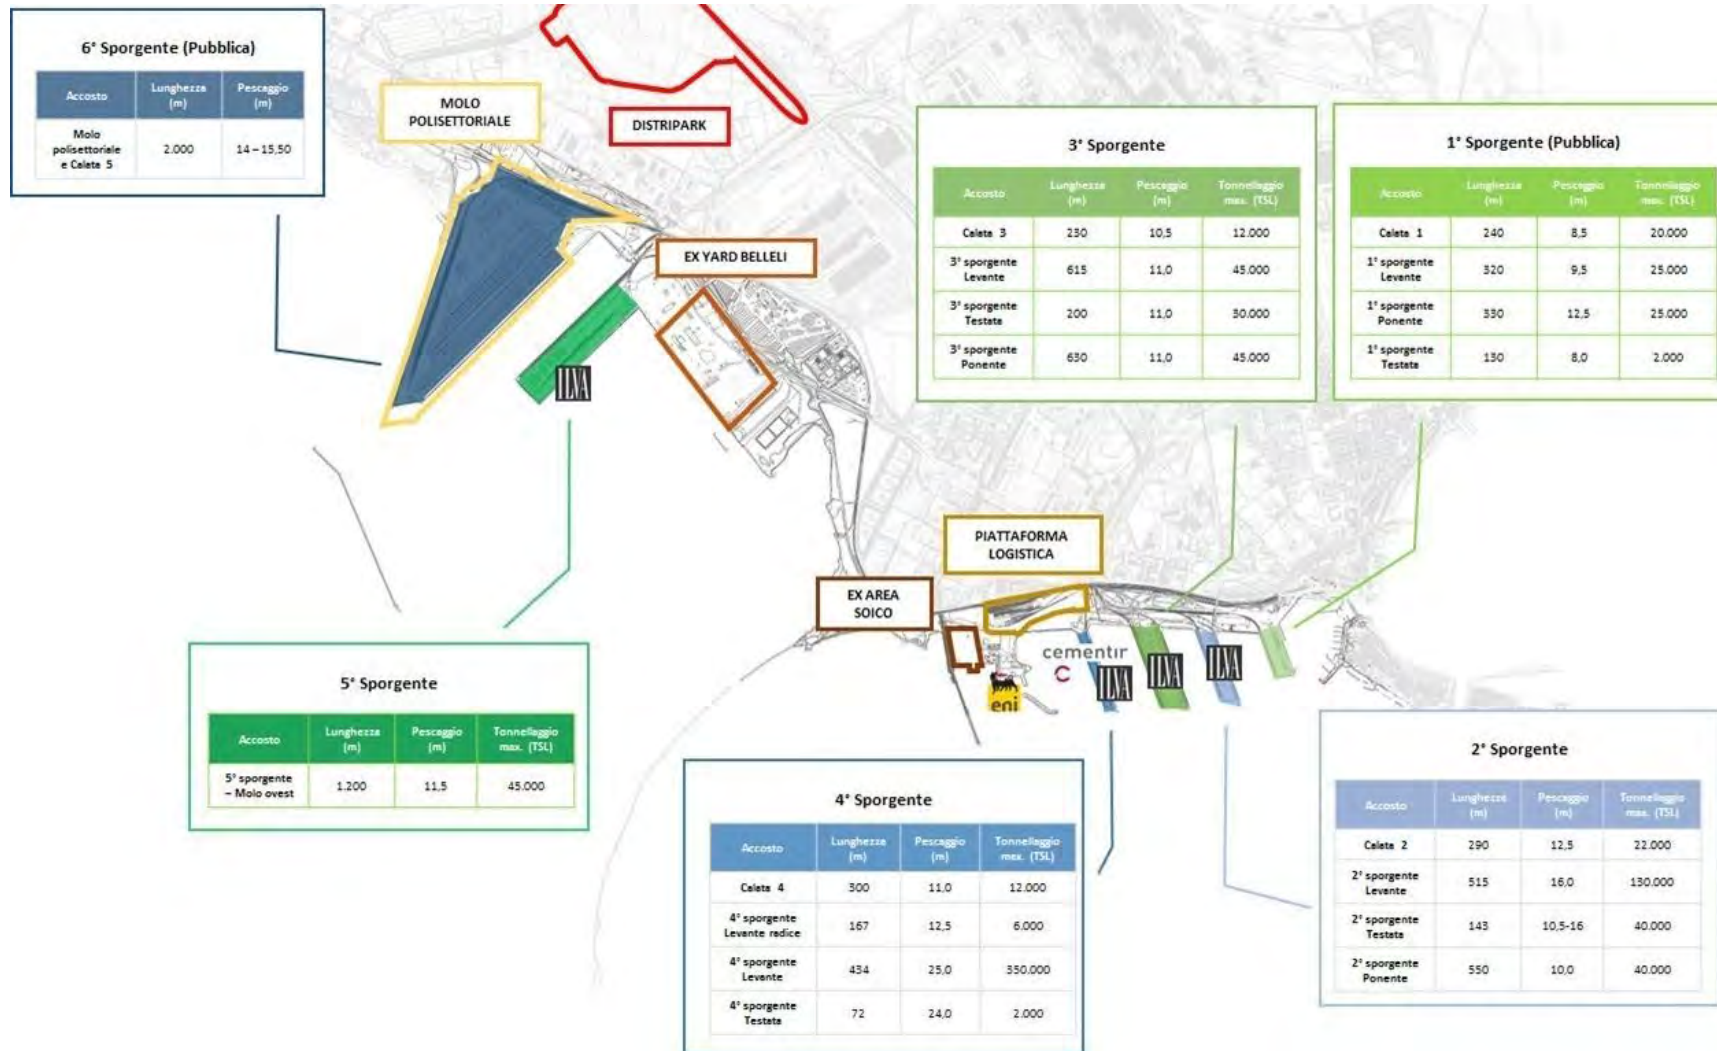 6° Sporgente (Pubblica)
Accosto Lunghezza (m) Pescaggio (m)
Molo polisettoriale e Calata 5 2.000 14 – 15,50
MOLO
POLISETTORIALE
DISTRIPARK
EX YARD BELLELI
ILVA
3° Sporgente
Accosto Lunghezza (m) Pescaggio (m) Tonnellaggio max. (TSL)
Calata 3 230 10,5 12.000
3° sporgente Levante 615 11,0 45.000
3° sporgente Testata 200 11,0 30.000
3° sporgente Ponente 630 11,0 45.000
1° Sporgente (Pubblica)
Accosto Lunghezza (m) Pescaggio (m) Tonnellaggio max. (TSL)
Calata 1 240 8,5 20.000
1° sporgente Levante 320 9,5 25.000
1° sporgente Ponente 330 12,5 25.000
1° sporgente Testata 130 8,0 2.000
PIATTAFORMA
LOGISTICA
EX AREA
SOICO
cementir
eni
ILVA
ILVA
ILVA
5° Sporgente
Accosto Lunghezza (m) Pescaggio (m) Tonnellaggio max. (TSL)
5° sporgente – Molo ovest 1.200 11,5 45.000
4° Sporgente
Accosto Lunghezza (m) Pescaggio (m) Tonnellaggio max. (TSL)
Calata 4 300 11,0 12.000
4° sporgente Levante radice 167 12,5 6.000
4° sporgente Levante 434 25,0 350.000
4° sporgente Testata 72 24,0 2.000
2° Sporgente
Accosto Lunghezza (m) Pescaggio (m) Tonnellaggio max. (TSL)
Calata 2 290 12,5 22.000
2° sporgente Levante 515 16,0 130.000
2° sporgente Testata 143 10,5-16 40.000
2° sporgente Ponente 550 10,0 40.000